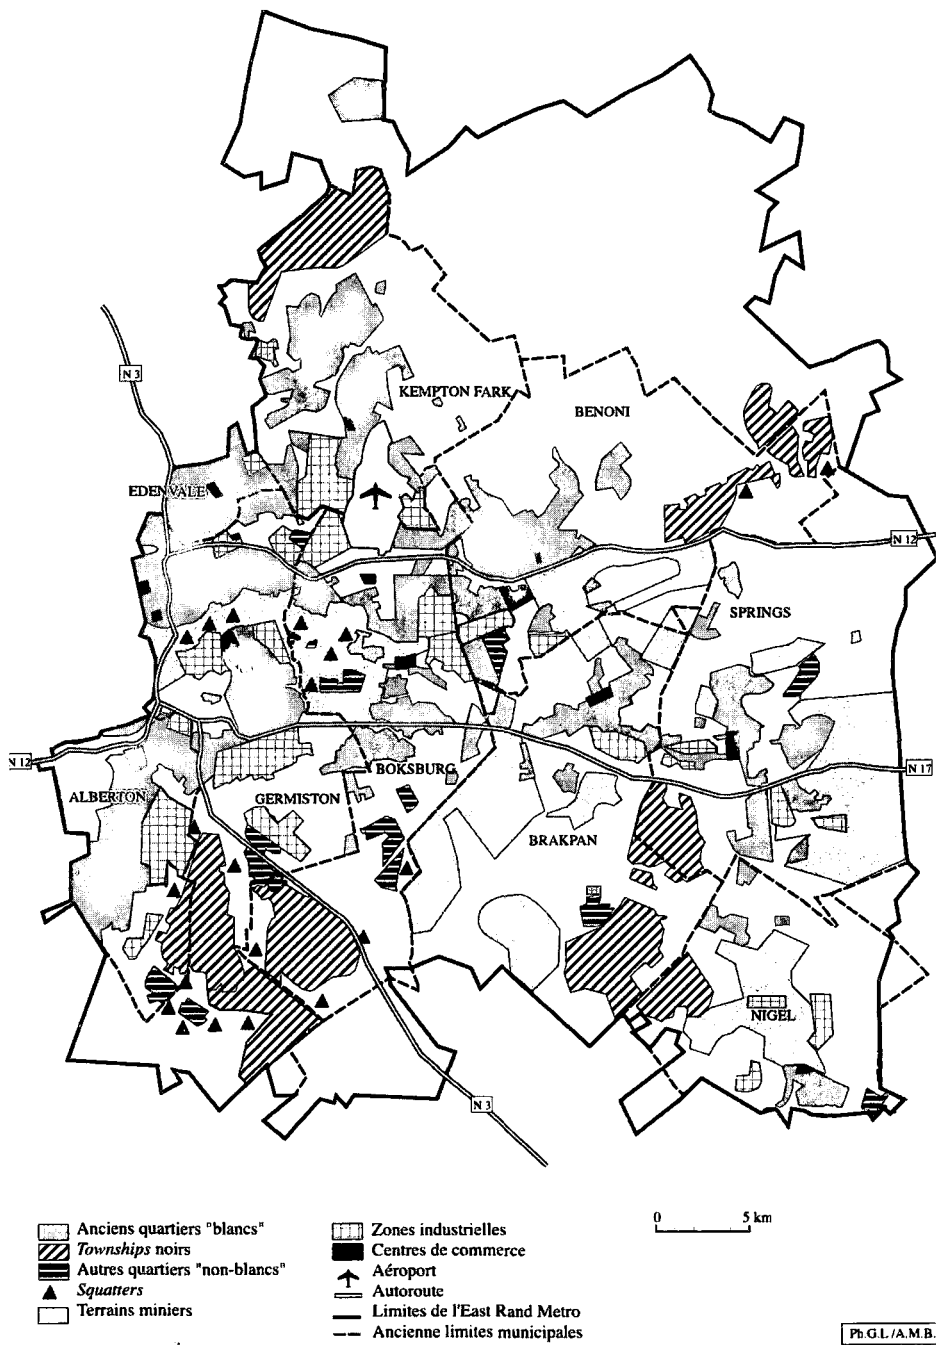 N 3
KEMPTON FARK
BENONI
EDENVALE
N 12
SPRINGS
N 12
N 17
BOKSBURG
ALBERTON
GERMISTON
BRAKPAN
NIGEL
N 3
0 5 km
Anciens quartiers "blancs"
Townships noirs
Autres quartiers "non-blancs"
Squatters
Terrains miniers
Zones industrielles
Centres de commerce
Aéroport
Autoroute
Limites de l'East Rand Metro
Ancienne limites municipales
Ph.G.L./A.M.B.